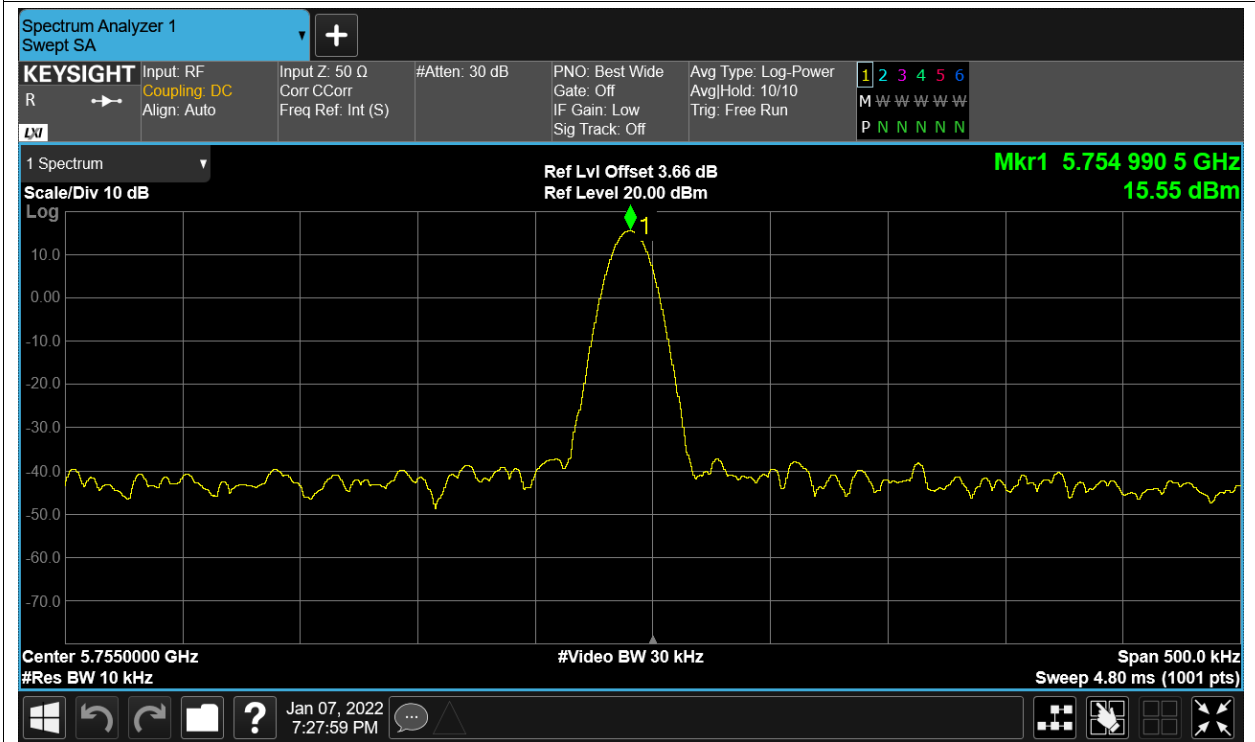 Spectrum Analyzer 1
Swept SA
+
KEYSIGHT
R
LXI
Input: RF
Coupling: DC
Align: Auto
Input Z: 50 Ω
Corr CCorr
Freq Ref: Int (S)
#Atten: 30 dB
PNO: Best Wide
Gate: Off
IF Gain: Low
Sig Track: Off
Avg Type: Log-Power
Avg|Hold: 10/10
Trig: Free Run
1 2 3 4 5 6
M W W W W W
P N N N N N
1 Spectrum
Scale/Div 10 dB
Log
Ref Lvl Offset 3.66 dB
Ref Level 20.00 dBm
Mkr1 5.754 990 5 GHz
15.55 dBm
1
10.0
0.00
-10.0
-20.0
-30.0
-40.0
-50.0
-60.0
-70.0
Center 5.7550000 GHz
#Res BW 10 kHz
#Video BW 30 kHz
Span 500.0 kHz
Sweep 4.80 ms (1001 pts)
?
Jan 07, 2022
7:27:59 PM